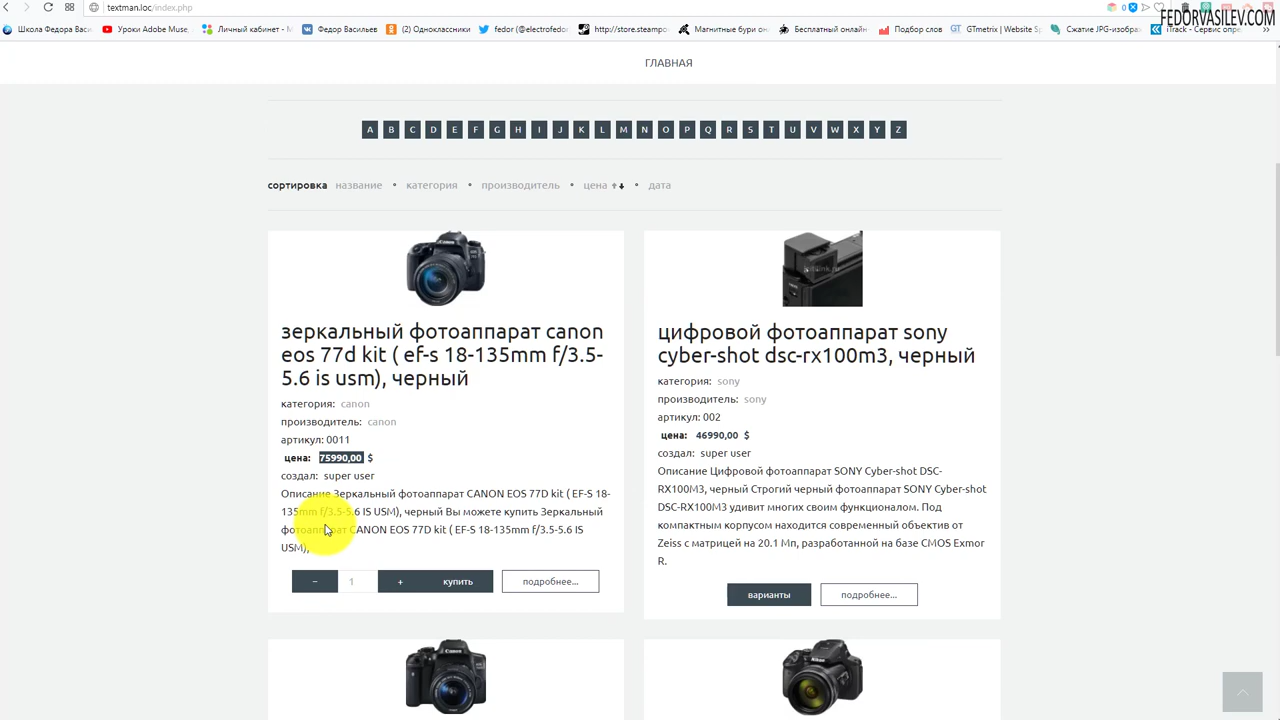 textman.loc/index.php
FEDORVASILEV.COM
Школа Федора Васи.
Уроки Adobe Muse,
Личный кабинет - М
Федор Васильев
(2) Одноклассники
fedor (@electrofedo
http://store.steampo
Магнитные бури он
Бесплатный онлайн
Подбор слов
GTmetrix | Website S
Сжатие JPG-изобра
iTrack - Сервис опре
ГЛАВНАЯ
A B C D E F G H I J K L M N O P Q R S T U V W X Y Z
сортировка название • категория • производитель • цена • дата
зеркальный фотоаппарат canon
eos 77d kit ( ef-s 18-135mm f/3.5-
5.6 is usm), черный
категория: canon
производитель: canon
артикул: 0011
цена: 75990,00 $
создал: super user
Описание Зеркальный фотоаппарат CANON EOS 77D kit ( EF-S 18-
135mm f/3.5-5.6 IS USM), черный Вы можете купить Зеркальный
фотоаппарат CANON EOS 77D kit ( EF-S 18-135mm f/3.5-5.6 IS
USM),
− 1 + купить подробнее...
цифровой фотоаппарат sony
cyber-shot dsc-rx100m3, черный
категория: sony
производитель: sony
артикул: 002
цена: 46990,00 $
создал: super user
Описание Цифровой фотоаппарат SONY Cyber-shot DSC-
RX100M3, черный Строгий черный фотоаппарат SONY Cyber-shot
DSC-RX100M3 удивит многих своим функционалом. Под
компактным корпусом находится современный объектив от
Zeiss с матрицей на 20.1 Мп, разработанной на базе CMOS Exmor
R.
варианты подробнее...